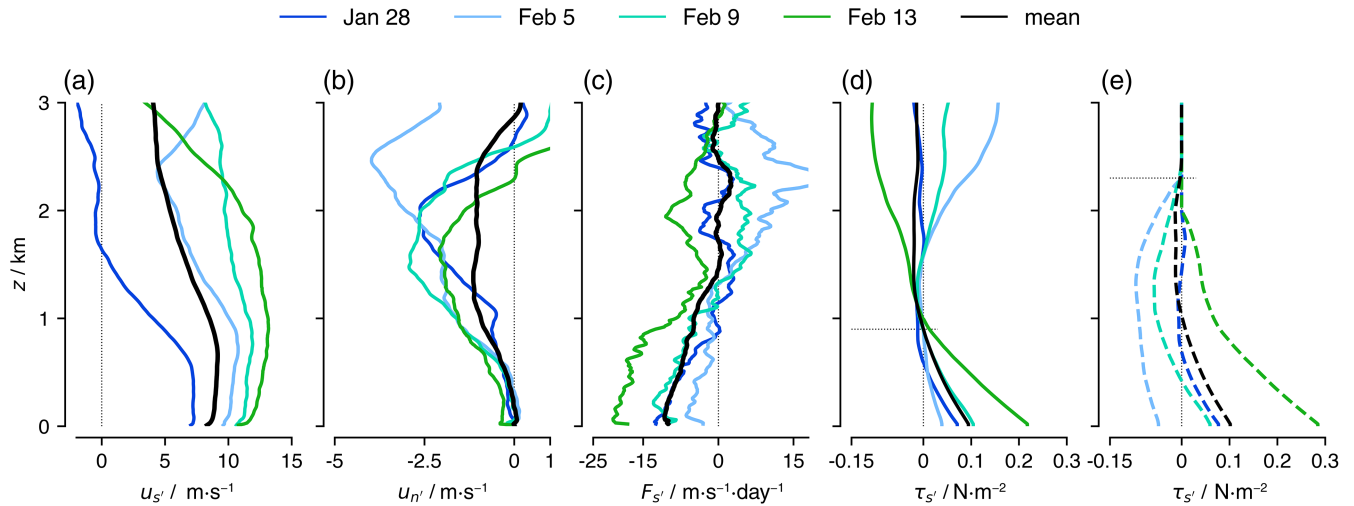 Jan 28 Feb 5 Feb 9 Feb 13 mean
(a) (b) (c) (d) (e)
3
2
1
0
z / km
0 5 10 15 -5 -2.5 0 1 -25 -15 0 15 -0.15 0 0.1 0.2 0.3 -0.15 0 0.1 0.2 0.3
u_s′ / m·s⁻¹ u_n′ / m·s⁻¹ F_s′ / m·s⁻¹·day⁻¹ τ_s′ / N·m⁻² τ_s′ / N·m⁻²